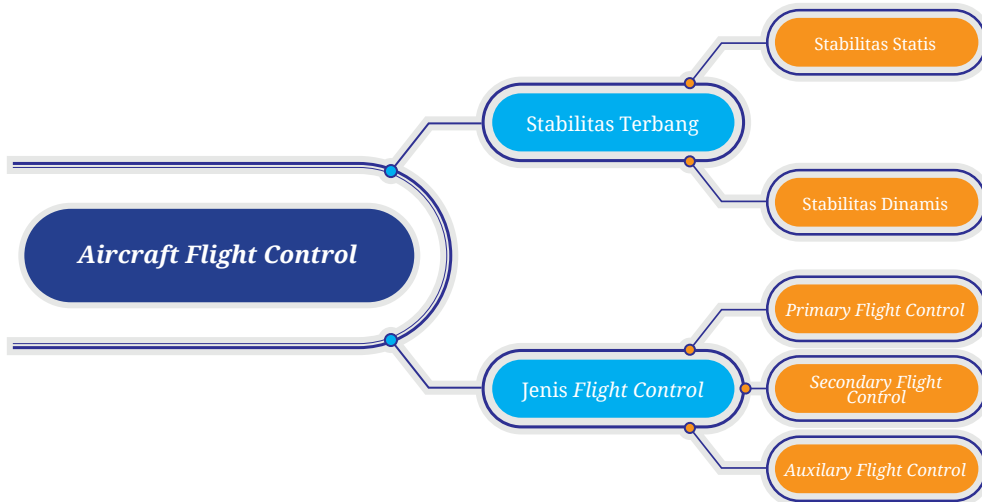 Aircraft Flight Control
Stabilitas Terbang
Stabilitas Statis
Stabilitas Dinamis
Jenis Flight Control
Primary Flight Control
Secondary Flight
Control
Auxilary Flight Control